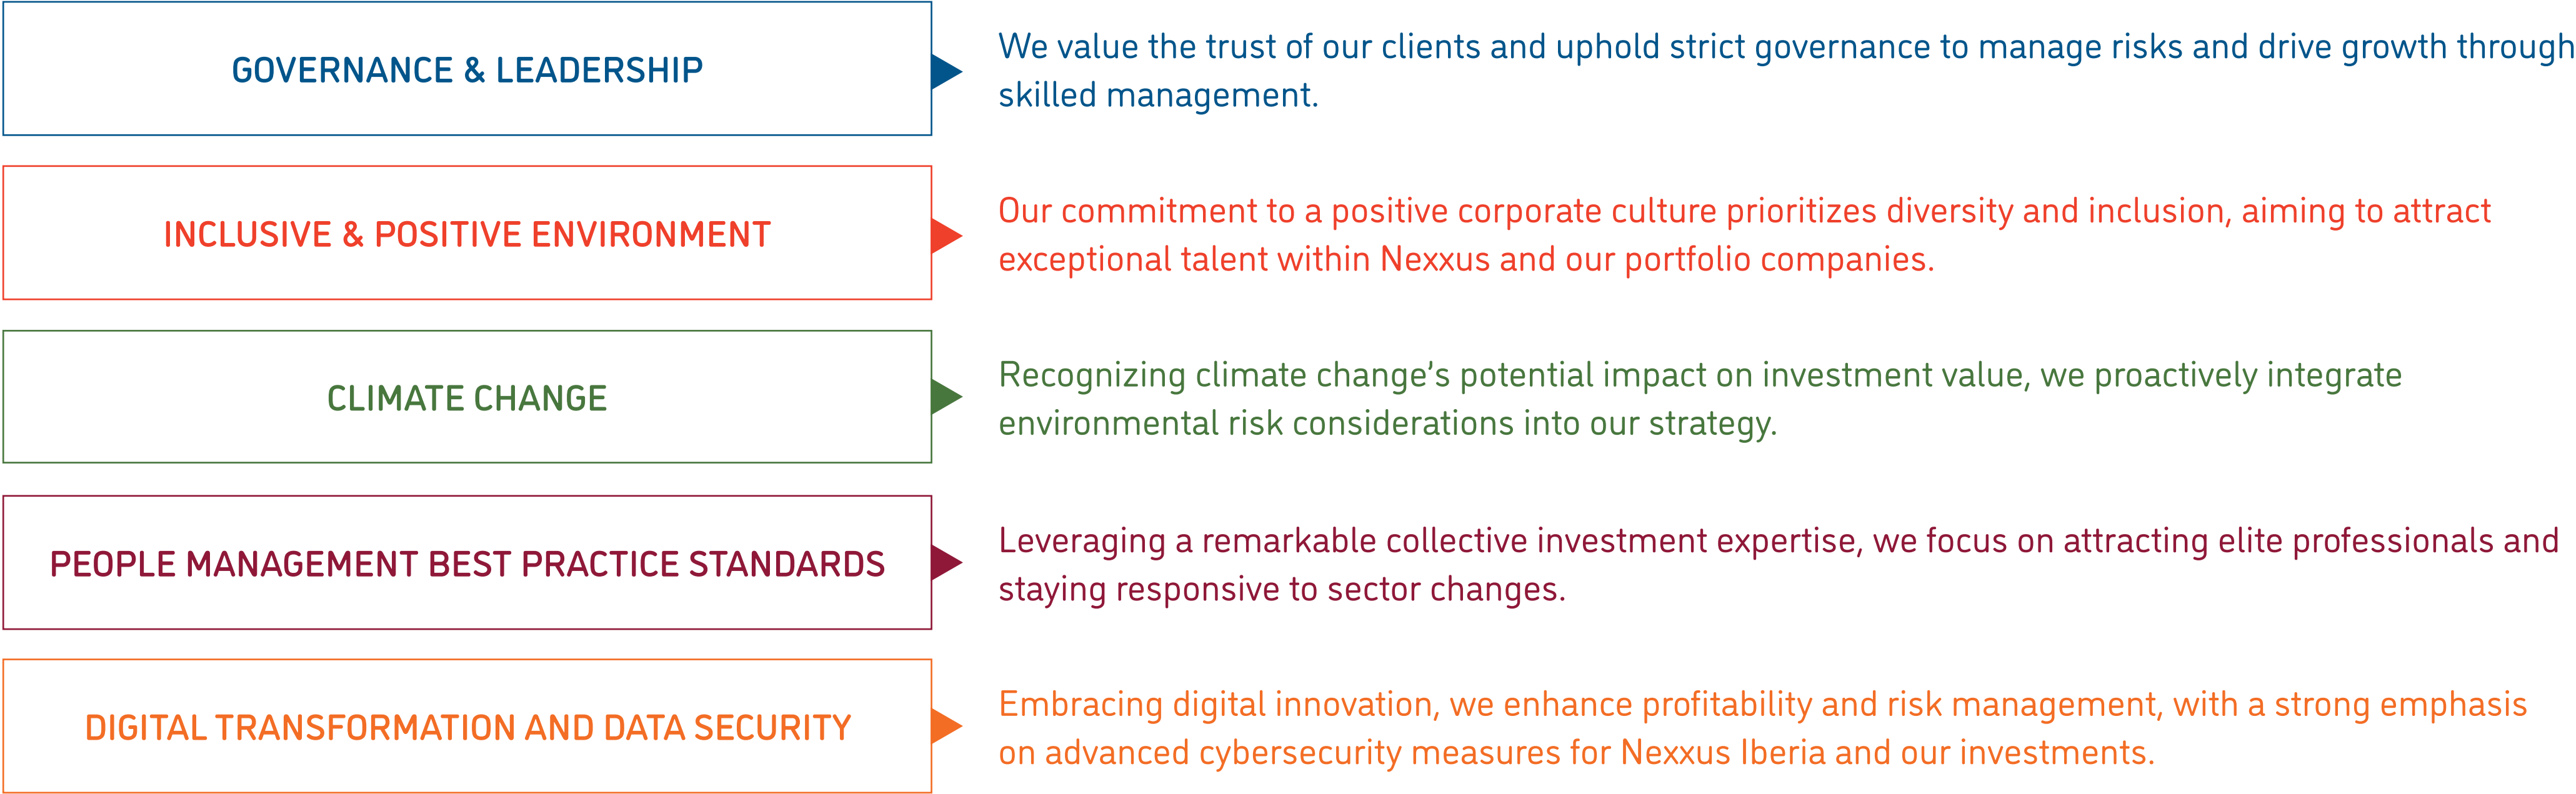 GOVERNANCE & LEADERSHIP
We value the trust of our clients and uphold strict governance to manage risks and drive growth through
skilled management.
INCLUSIVE & POSITIVE ENVIRONMENT
Our commitment to a positive corporate culture prioritizes diversity and inclusion, aiming to attract
exceptional talent within Nexxus and our portfolio companies.
CLIMATE CHANGE
Recognizing climate change's potential impact on investment value, we proactively integrate
environmental risk considerations into our strategy.
PEOPLE MANAGEMENT BEST PRACTICE STANDARDS
Leveraging a remarkable collective investment expertise, we focus on attracting elite professionals and
staying responsive to sector changes.
DIGITAL TRANSFORMATION AND DATA SECURITY
Embracing digital innovation, we enhance profitability and risk management, with a strong emphasis
on advanced cybersecurity measures for Nexxus Iberia and our investments.